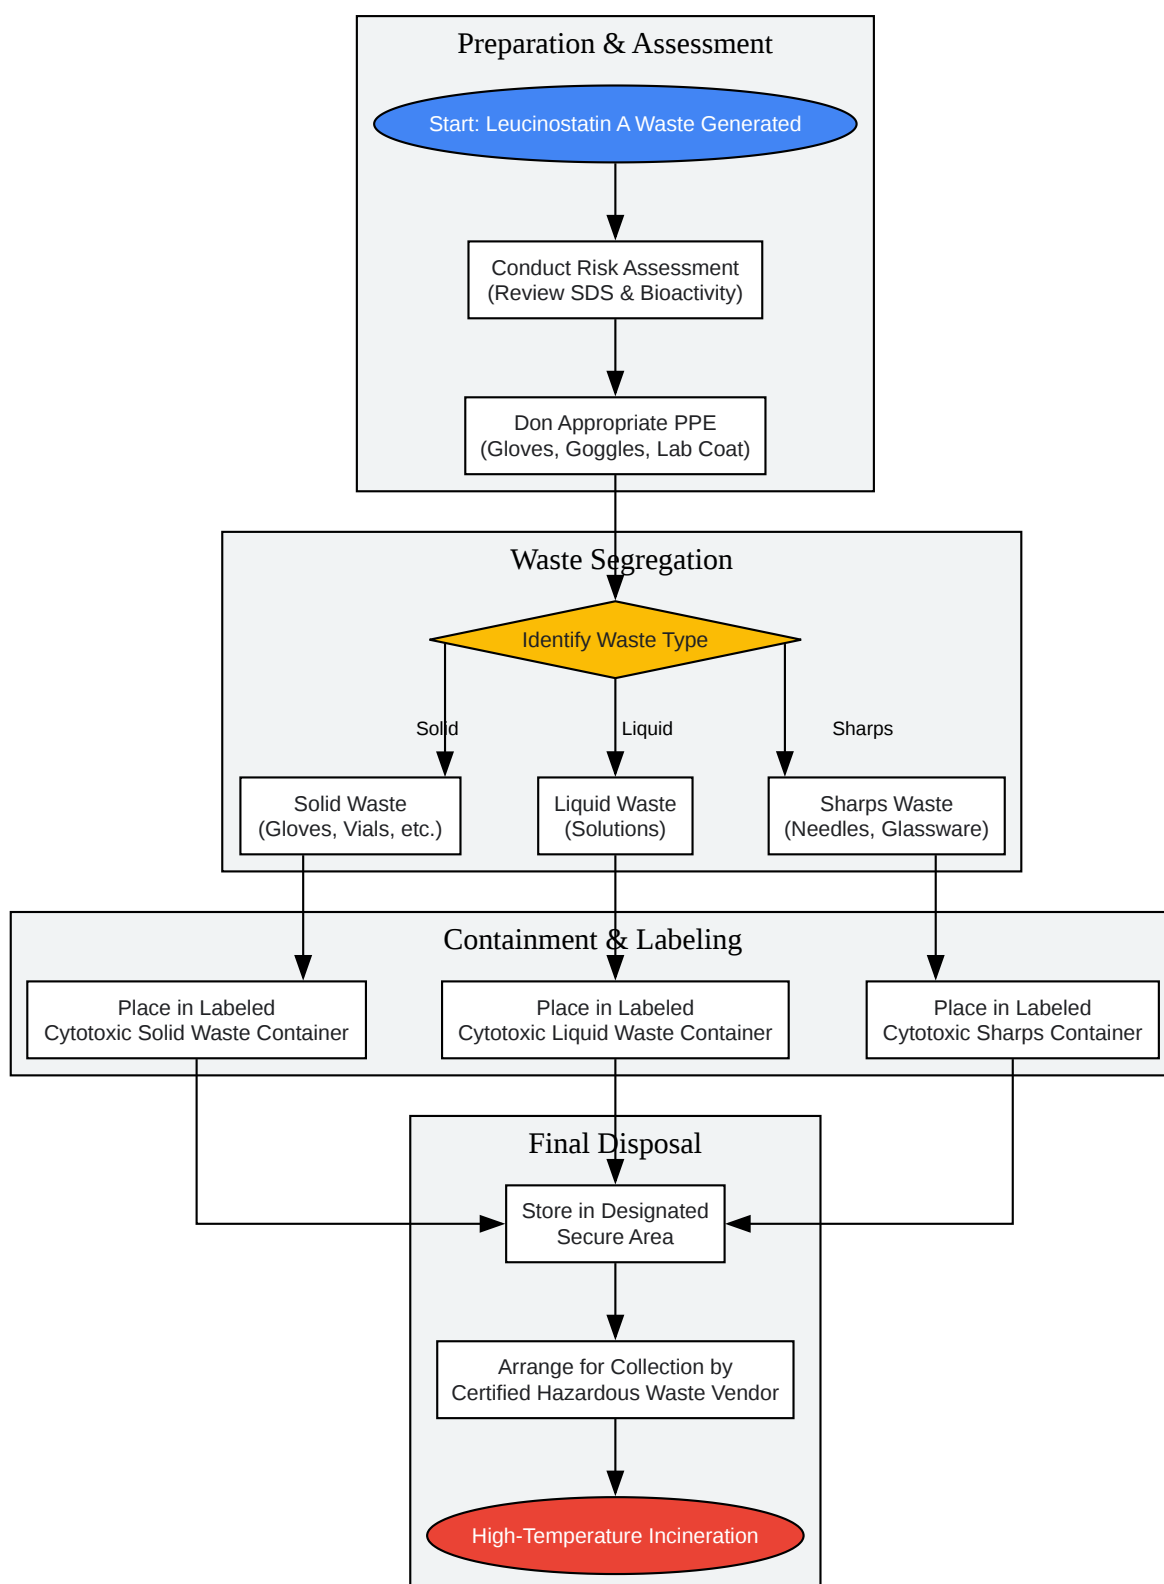 Preparation & Assessment
Start: Leucinostatin A Waste Generated
Conduct Risk Assessment
(Review SDS & Bioactivity)
Don Appropriate PPE
(Gloves, Goggles, Lab Coat)
Waste Segregation
Identify Waste Type
Solid
Liquid
Sharps
Solid Waste
(Gloves, Vials, etc.)
Liquid Waste
(Solutions)
Sharps Waste
(Needles, Glassware)
Containment & Labeling
Place in Labeled
Cytotoxic Solid Waste Container
Place in Labeled
Cytotoxic Liquid Waste Container
Place in Labeled
Cytotoxic Sharps Container
Final Disposal
Store in Designated
Secure Area
Arrange for Collection by
Certified Hazardous Waste Vendor
High-Temperature Incineration